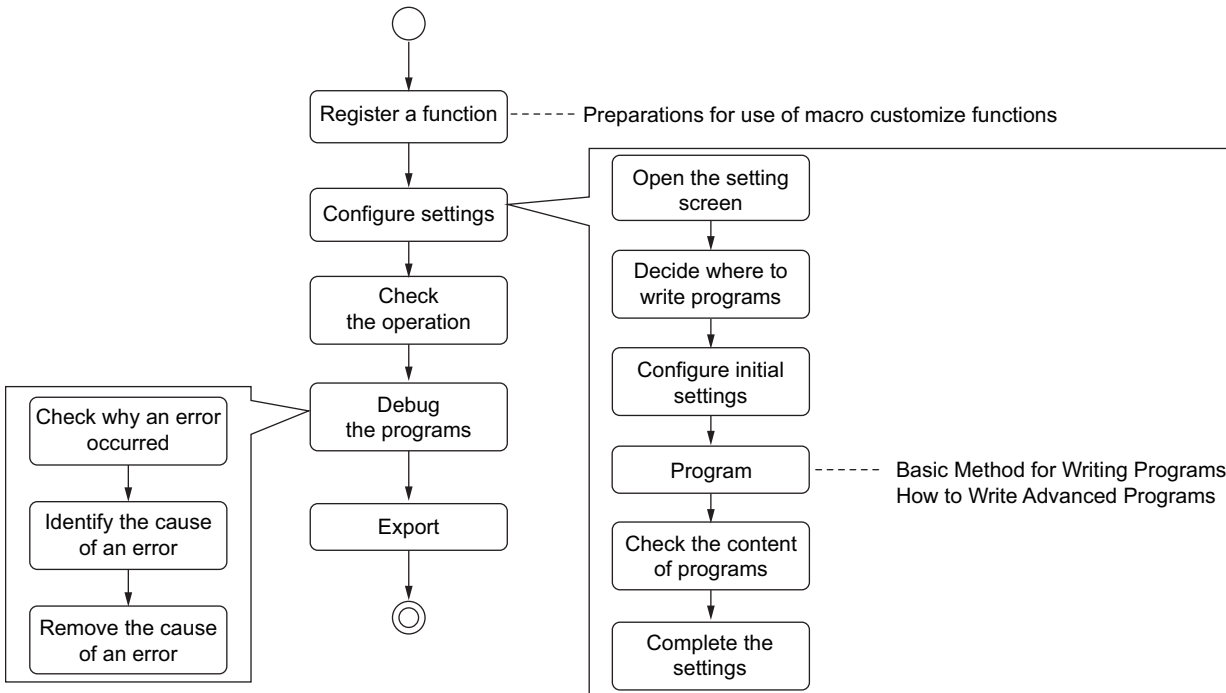 Register a function
Preparations for use of macro customize functions
Configure settings
Check
the operation
Debug
the programs
Export
Open the setting
screen
Decide where to
write programs
Configure initial
settings
Program
Basic Method for Writing Programs
How to Write Advanced Programs
Check the content
of programs
Complete the
settings
Check why an error
occurred
Identify the cause
of an error
Remove the cause
of an error